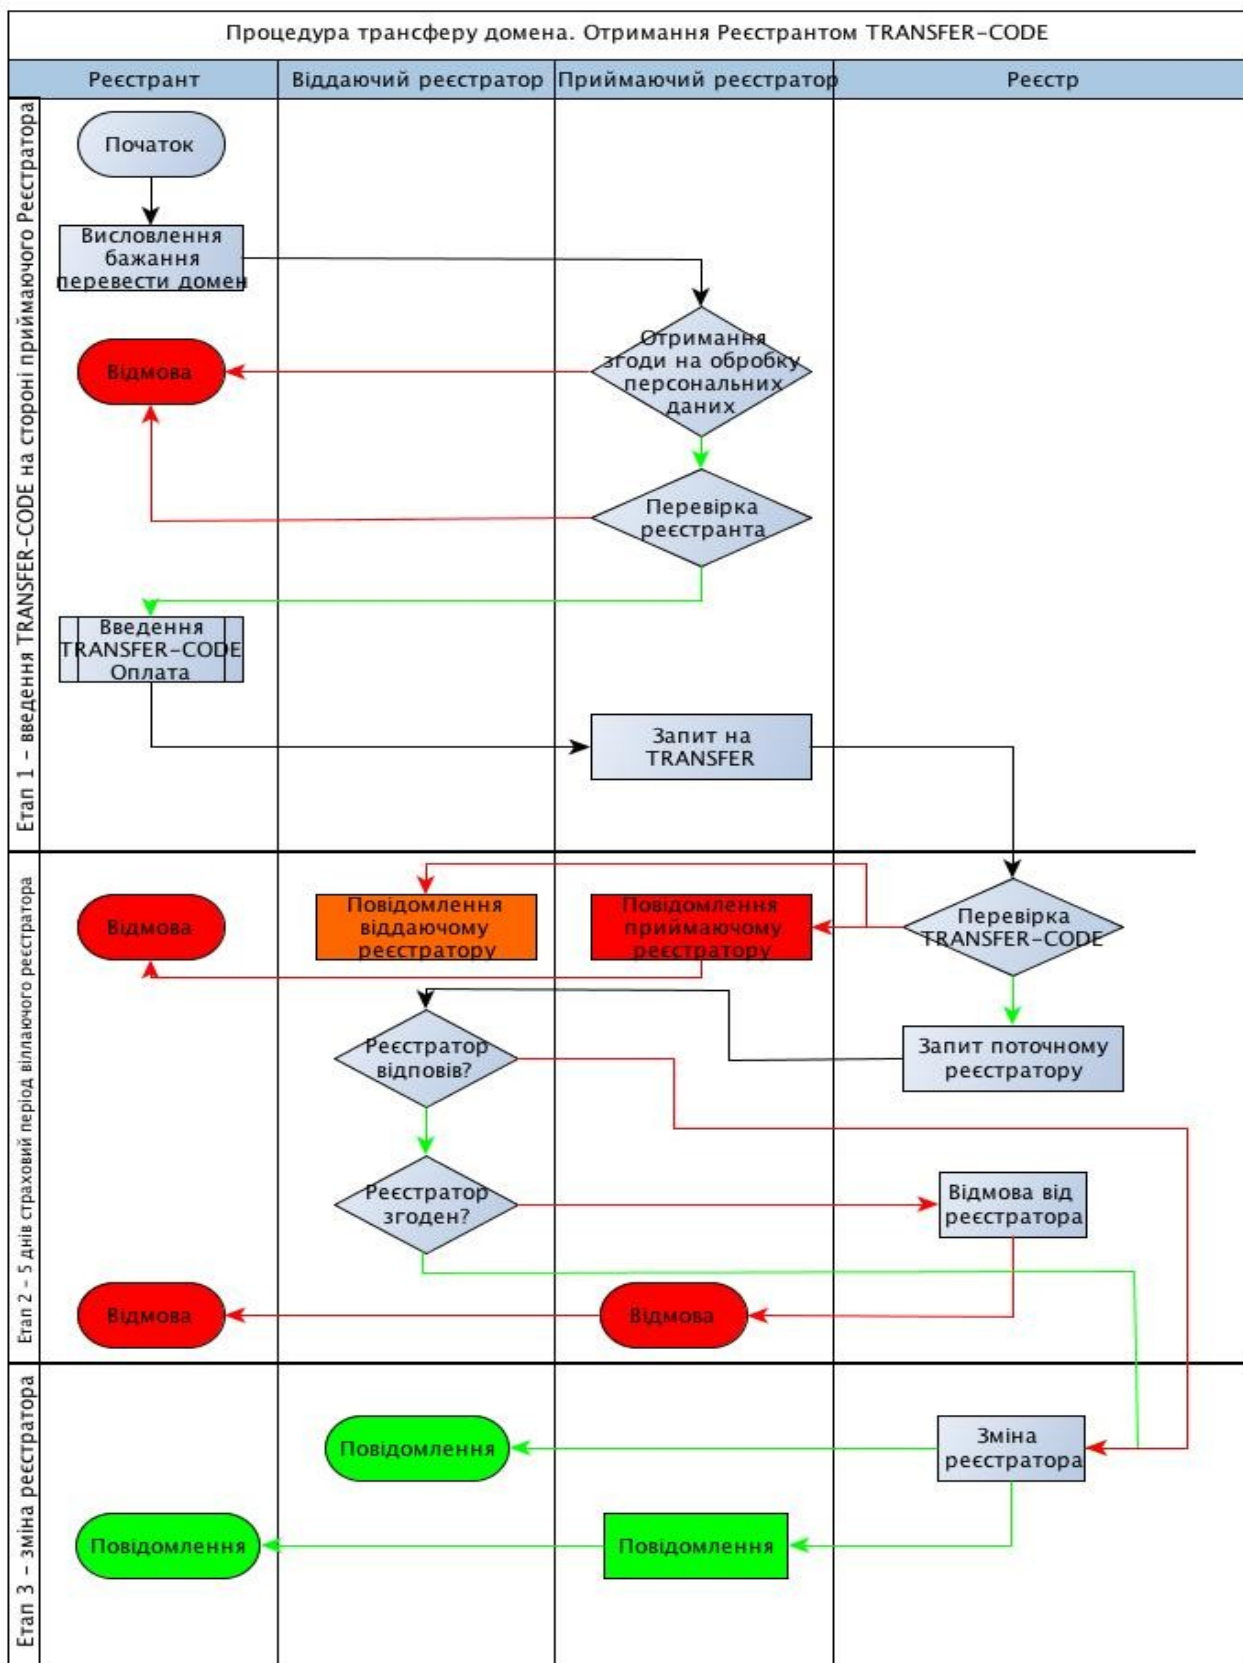 Процедура трансферу домена. Отримання Реєстрантом TRANSFER-CODE
Реєстрант
Віддаючий реєстратор
Приймаючий реєстратор
Реєстр
Етап 1 – введення TRANSFER-CODE на стороні приймаючого Реєстратора
Початок
Висловлення
бажання
перевести домен
Отримання
згоди на обробку
персональних
даних
Відмова
Перевірка
реєстранта
Введення
TRANSFER-CODE
Оплата
Запит на
TRANSFER
Етап 2 – 5 днів страховий період віллаючого реєстратора
Відмова
Повідомлення
віддаючому
реєстратору
Повідомлення
приймаючому
реєстратору
Перевірка
TRANSFER-CODE
Реєстратор
відповів?
Запит поточному
реєстратору
Реєстратор
згоден?
Відмова від
реєстратора
Відмова
Відмова
Етап 3 – зміна реєстратора
Повідомлення
Зміна
реєстратора
Повідомлення
Повідомлення